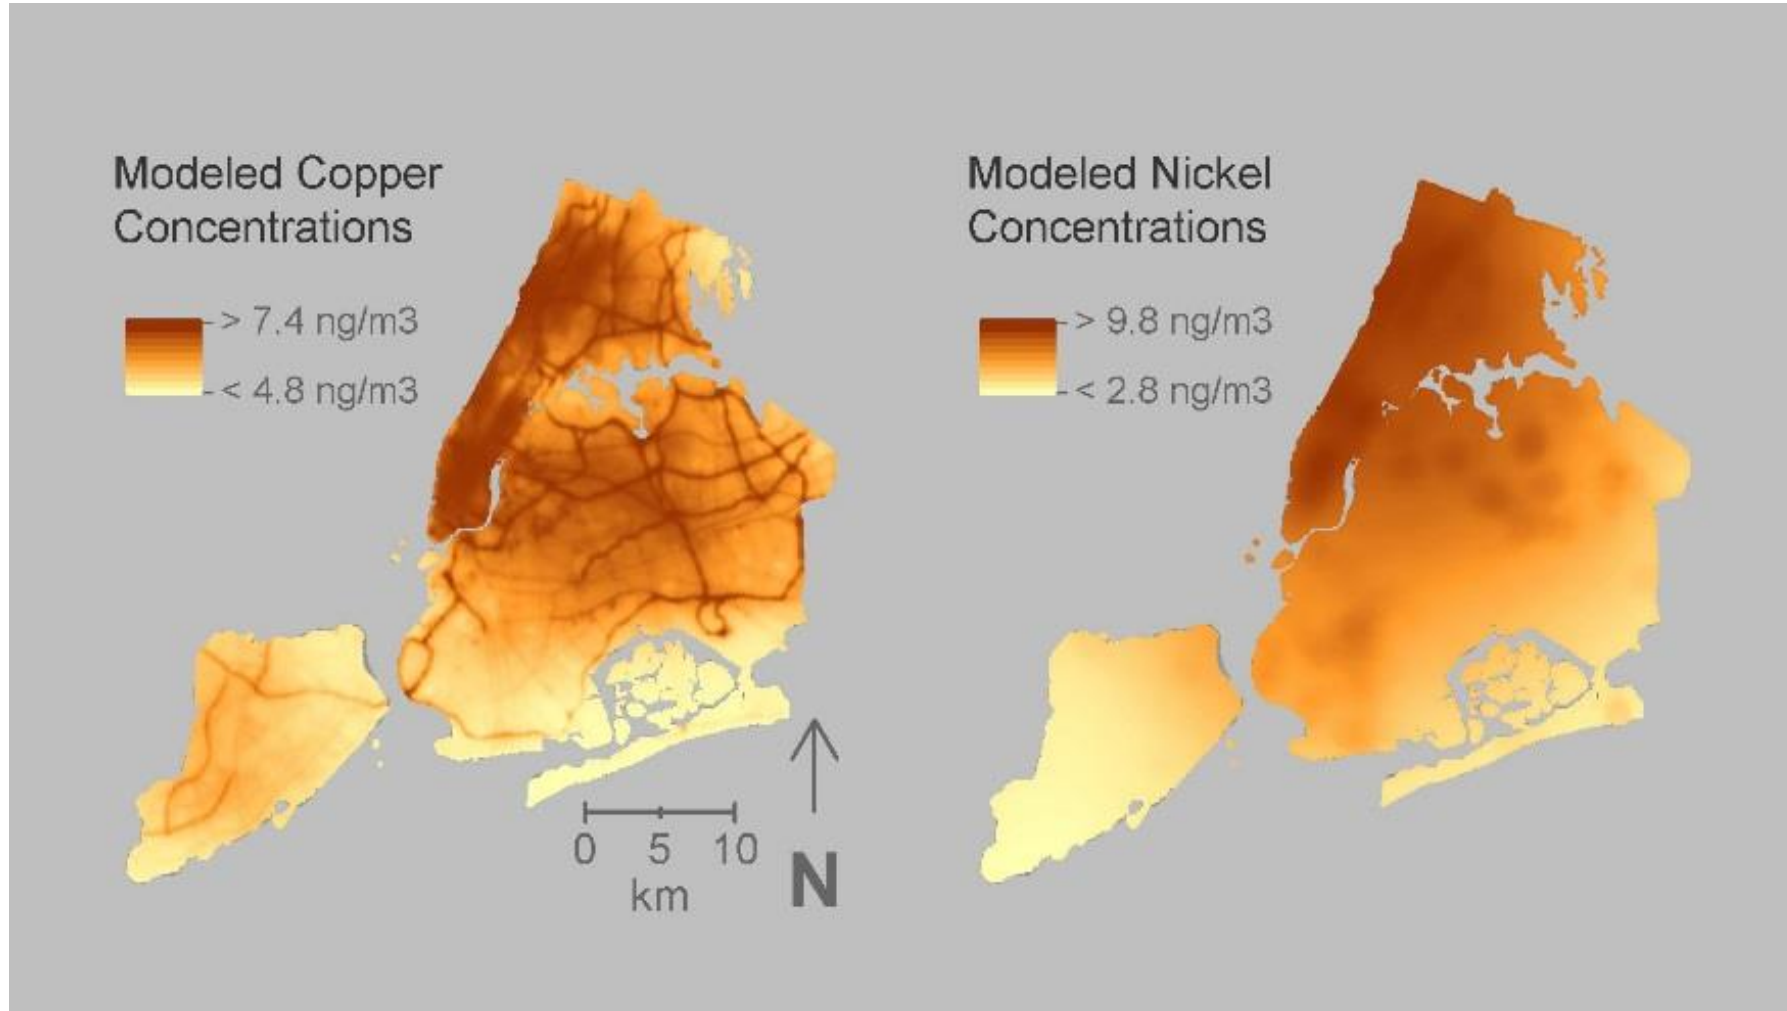 Modeled Copper
Concentrations
> 7.4 ng/m3
< 4.8 ng/m3
0 5 10
km
N
Modeled Nickel
Concentrations
> 9.8 ng/m3
< 2.8 ng/m3